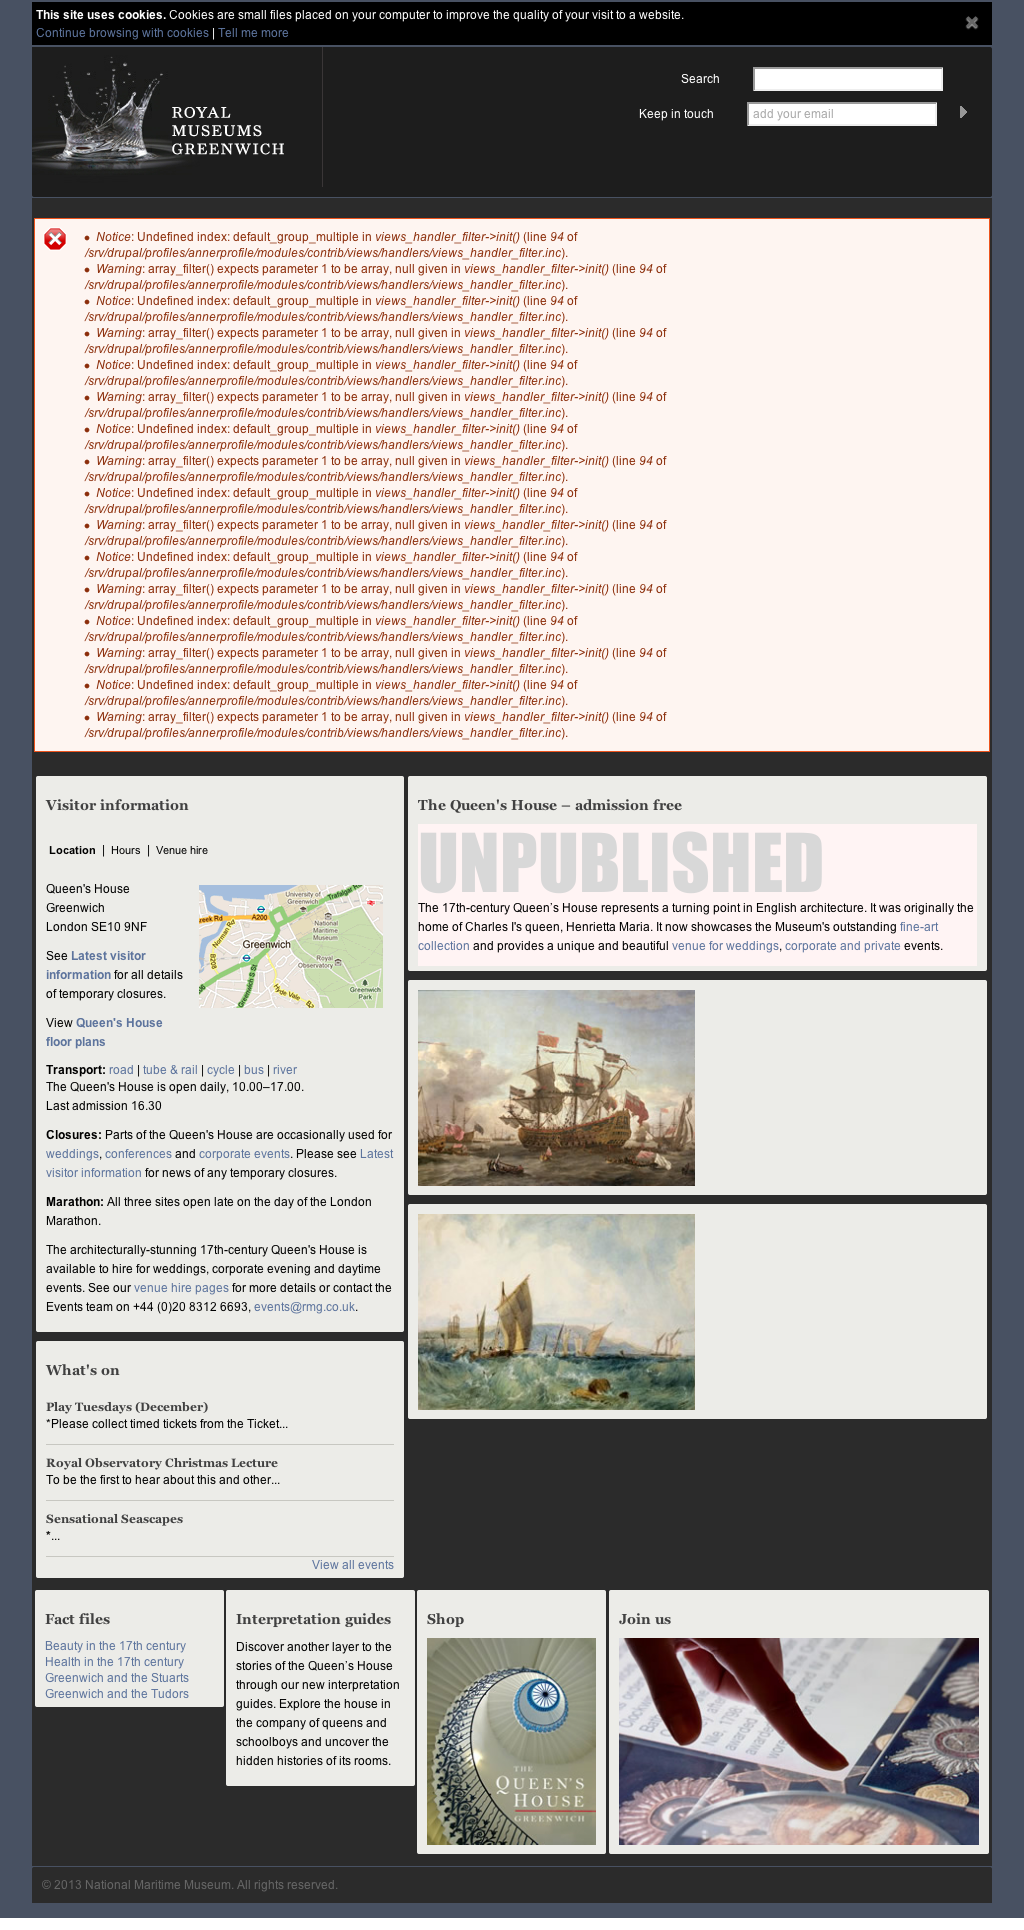 This site uses cookies. Cookies are small files placed on your computer to improve the quality of your visit to a website.
Continue browsing with cookies | Tell me more
ROYAL
MUSEUMS
GREENWICH
Search
Keep in touch
add your email
Notice: Undefined index: default_group_multiple in views_handler_filter->init() (line 94 of
/srv/drupal/profiles/annerprofile/modules/contrib/views/handlers/views_handler_filter.inc).
Warning: array_filter() expects parameter 1 to be array, null given in views_handler_filter->init() (line 94 of
/srv/drupal/profiles/annerprofile/modules/contrib/views/handlers/views_handler_filter.inc).
Notice: Undefined index: default_group_multiple in views_handler_filter->init() (line 94 of
/srv/drupal/profiles/annerprofile/modules/contrib/views/handlers/views_handler_filter.inc).
Warning: array_filter() expects parameter 1 to be array, null given in views_handler_filter->init() (line 94 of
/srv/drupal/profiles/annerprofile/modules/contrib/views/handlers/views_handler_filter.inc).
Notice: Undefined index: default_group_multiple in views_handler_filter->init() (line 94 of
/srv/drupal/profiles/annerprofile/modules/contrib/views/handlers/views_handler_filter.inc).
Warning: array_filter() expects parameter 1 to be array, null given in views_handler_filter->init() (line 94 of
/srv/drupal/profiles/annerprofile/modules/contrib/views/handlers/views_handler_filter.inc).
Notice: Undefined index: default_group_multiple in views_handler_filter->init() (line 94 of
/srv/drupal/profiles/annerprofile/modules/contrib/views/handlers/views_handler_filter.inc).
Warning: array_filter() expects parameter 1 to be array, null given in views_handler_filter->init() (line 94 of
/srv/drupal/profiles/annerprofile/modules/contrib/views/handlers/views_handler_filter.inc).
Notice: Undefined index: default_group_multiple in views_handler_filter->init() (line 94 of
/srv/drupal/profiles/annerprofile/modules/contrib/views/handlers/views_handler_filter.inc).
Warning: array_filter() expects parameter 1 to be array, null given in views_handler_filter->init() (line 94 of
/srv/drupal/profiles/annerprofile/modules/contrib/views/handlers/views_handler_filter.inc).
Notice: Undefined index: default_group_multiple in views_handler_filter->init() (line 94 of
/srv/drupal/profiles/annerprofile/modules/contrib/views/handlers/views_handler_filter.inc).
Warning: array_filter() expects parameter 1 to be array, null given in views_handler_filter->init() (line 94 of
/srv/drupal/profiles/annerprofile/modules/contrib/views/handlers/views_handler_filter.inc).
Notice: Undefined index: default_group_multiple in views_handler_filter->init() (line 94 of
/srv/drupal/profiles/annerprofile/modules/contrib/views/handlers/views_handler_filter.inc).
Warning: array_filter() expects parameter 1 to be array, null given in views_handler_filter->init() (line 94 of
/srv/drupal/profiles/annerprofile/modules/contrib/views/handlers/views_handler_filter.inc).
Notice: Undefined index: default_group_multiple in views_handler_filter->init() (line 94 of
/srv/drupal/profiles/annerprofile/modules/contrib/views/handlers/views_handler_filter.inc).
Warning: array_filter() expects parameter 1 to be array, null given in views_handler_filter->init() (line 94 of
/srv/drupal/profiles/annerprofile/modules/contrib/views/handlers/views_handler_filter.inc).
Visitor information
Location | Hours | Venue hire
Queen's House
Greenwich
London SE10 9NF
See Latest visitor
information for all details
of temporary closures.
View Queen's House
floor plans
Trafalgar R
University of
Greenwich
A200
reek Rd
National
Maritime
Museum
Norman Rd
Greenwich
B208
Royal
Observatory
Greenwich S St
Hyde Vale
Greenwich
Park
Transport: road | tube & rail | cycle | bus | river
The Queen's House is open daily, 10.00–17.00.
Last admission 16.30
Closures: Parts of the Queen's House are occasionally used for
weddings, conferences and corporate events. Please see Latest
visitor information for news of any temporary closures.
Marathon: All three sites open late on the day of the London
Marathon.
The architecturally-stunning 17th-century Queen's House is
available to hire for weddings, corporate evening and daytime
events. See our venue hire pages for more details or contact the
Events team on +44 (0)20 8312 6693, events@rmg.co.uk.
The Queen's House – admission free
UNPUBLISHED
The 17th-century Queen's House represents a turning point in English architecture. It was originally the
home of Charles I's queen, Henrietta Maria. It now showcases the Museum's outstanding fine-art
collection and provides a unique and beautiful venue for weddings, corporate and private events.
What's on
Play Tuesdays (December)
*Please collect timed tickets from the Ticket...
Royal Observatory Christmas Lecture
To be the first to hear about this and other...
Sensational Seascapes
*...
View all events
Fact files
Beauty in the 17th century
Health in the 17th century
Greenwich and the Stuarts
Greenwich and the Tudors
Interpretation guides
Discover another layer to the
stories of the Queen's House
through our new interpretation
guides. Explore the house in
the company of queens and
schoolboys and uncover the
hidden histories of its rooms.
Shop
THE
QUEEN'S
HOUSE
GREENWICH
Join us
© 2013 National Maritime Museum. All rights reserved.